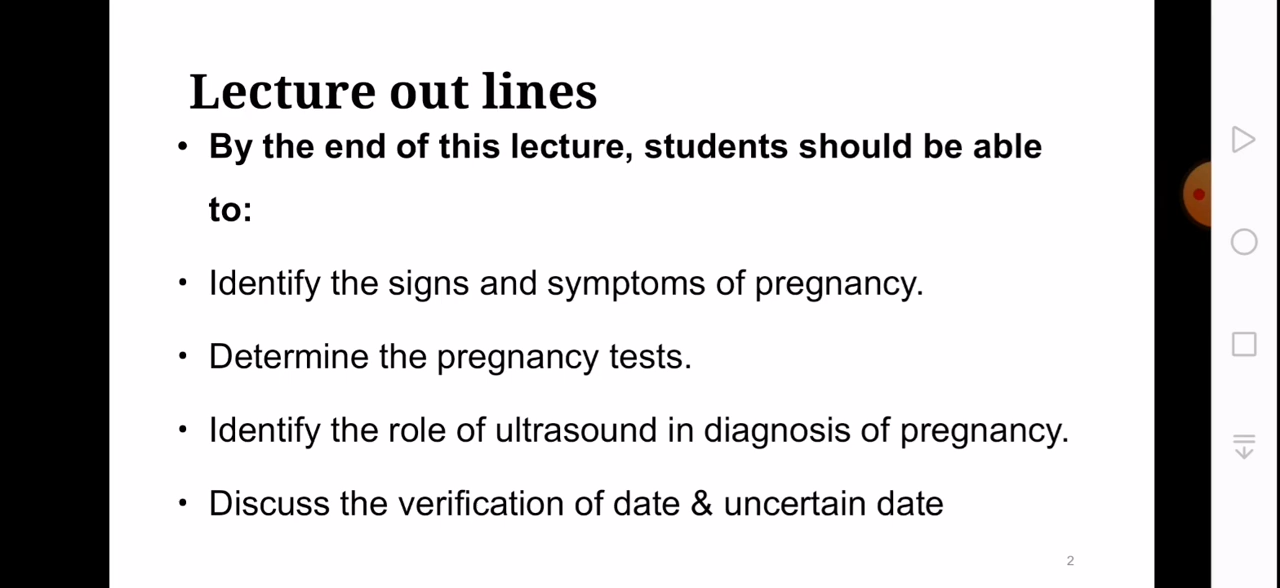 Lecture out lines
• By the end of this lecture, students should be able
to:
• Identify the signs and symptoms of pregnancy.
• Determine the pregnancy tests.
• Identify the role of ultrasound in diagnosis of pregnancy.
• Discuss the verification of date & uncertain date
2